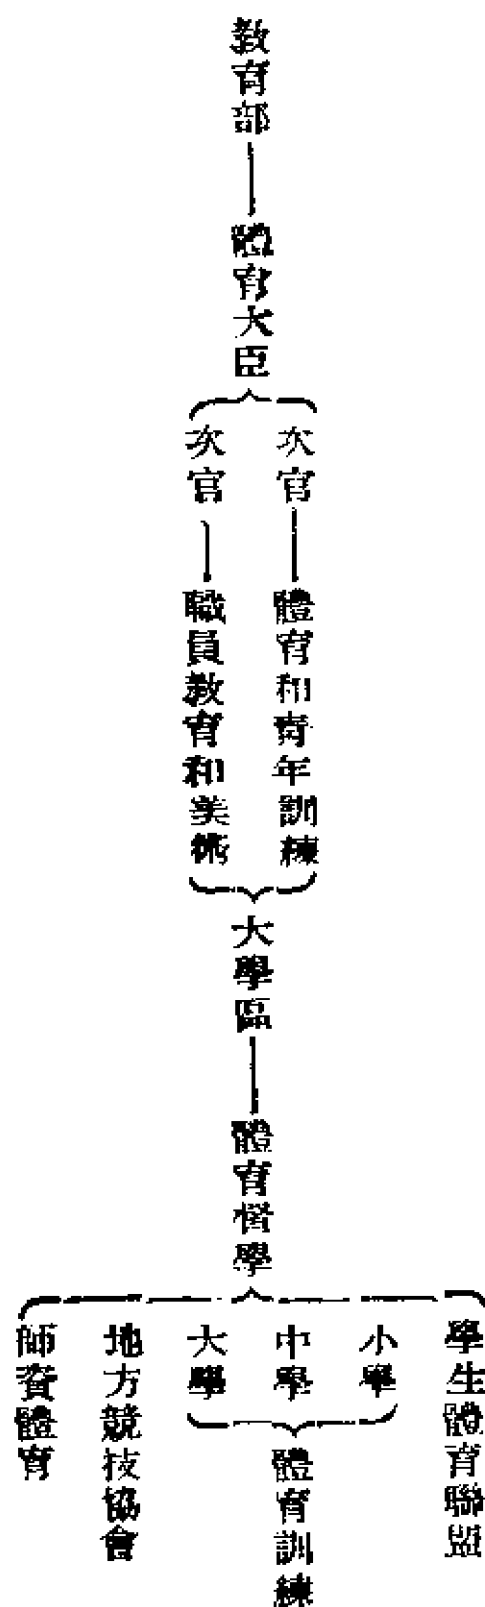 教育部
體育大臣
次官
體育和青年訓練
次官
職員教育和美術
大學區
體育督學
學生體育聯盟
小學
中學
大學
體育訓練
地方競技協會
師資體育